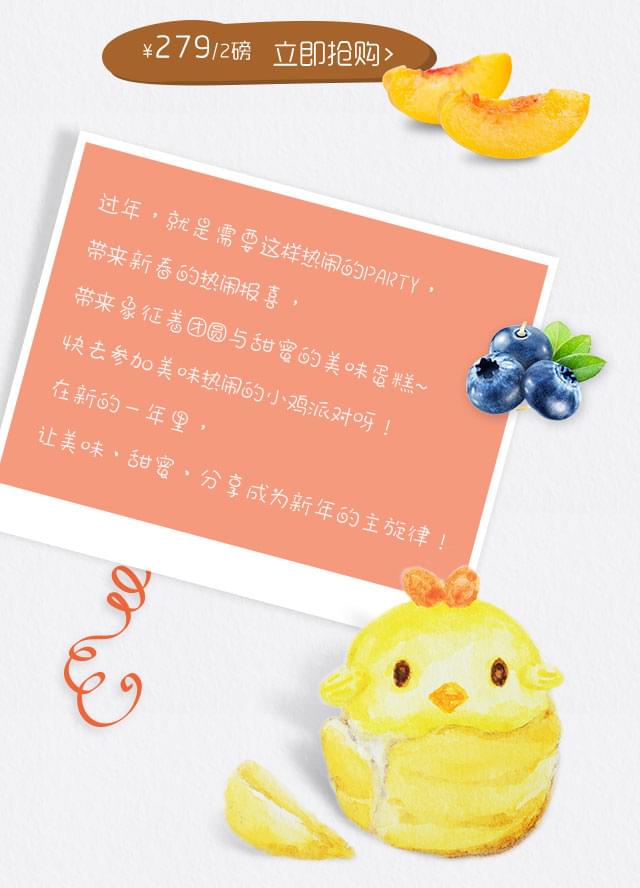 ¥279/2磅 立即抢购>
过年，就是需要这样热闹的PARTY，
带来新春的热闹报喜，
带来象征着团圆与甜蜜的美味蛋糕~
快去参加美味热闹的小鸡派对呀！
在新的一年里，
让美味、甜蜜、分享成为新年的主旋律！